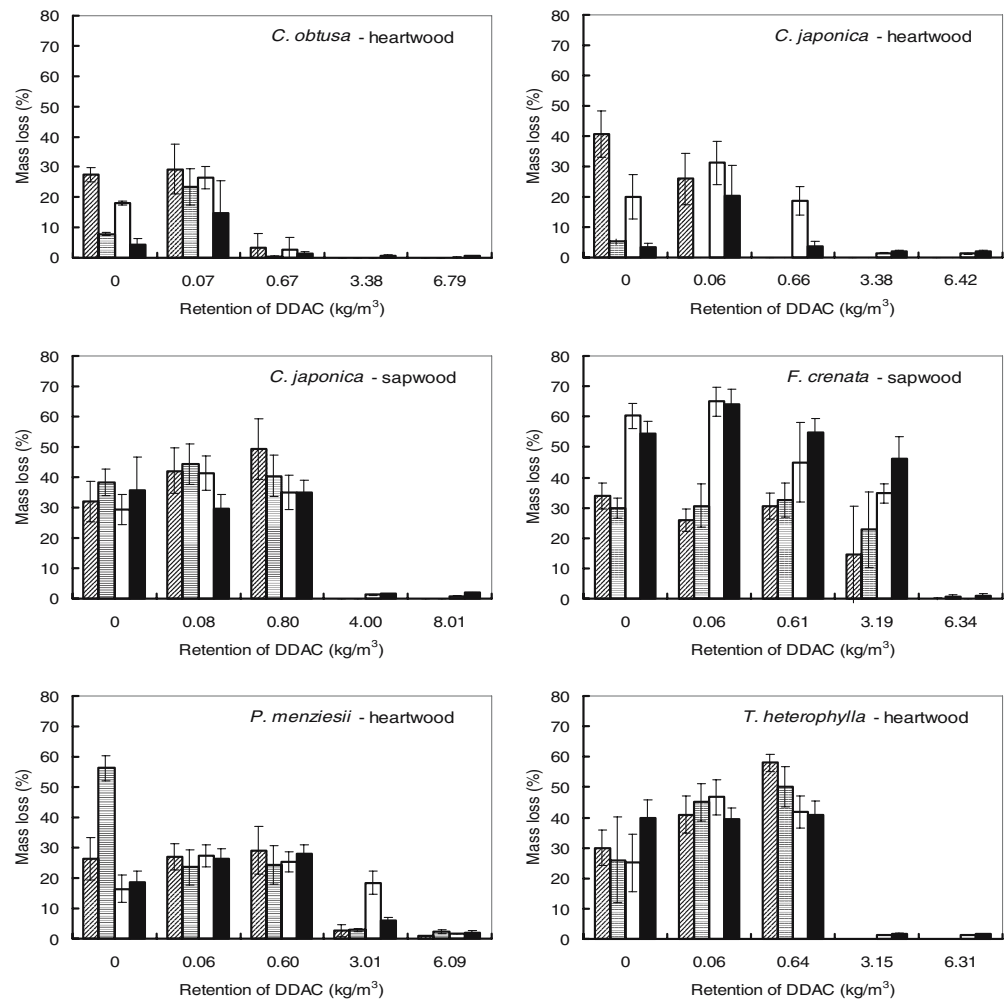 C. obtusa - heartwood
Mass loss (%)
80
70
60
50
40
30
20
10
0
0 0.07 0.67 3.38 6.79
Retention of DDAC (kg/m³)
C. japonica - heartwood
Mass loss (%)
80
70
60
50
40
30
20
10
0
0 0.06 0.66 3.38 6.42
Retention of DDAC (kg/m³)
C. japonica - sapwood
Mass loss (%)
80
70
60
50
40
30
20
10
0
0 0.08 0.80 4.00 8.01
Retention of DDAC (kg/m³)
F. crenata - sapwood
Mass loss (%)
80
70
60
50
40
30
20
10
0
0 0.06 0.61 3.19 6.34
Retention of DDAC (kg/m³)
P. menziesii - heartwood
Mass loss (%)
80
70
60
50
40
30
20
10
0
0 0.06 0.60 3.01 6.09
Retention of DDAC (kg/m³)
T. heterophylla - heartwood
Mass loss (%)
80
70
60
50
40
30
20
10
0
0 0.06 0.64 3.15 6.31
Retention of DDAC (kg/m³)